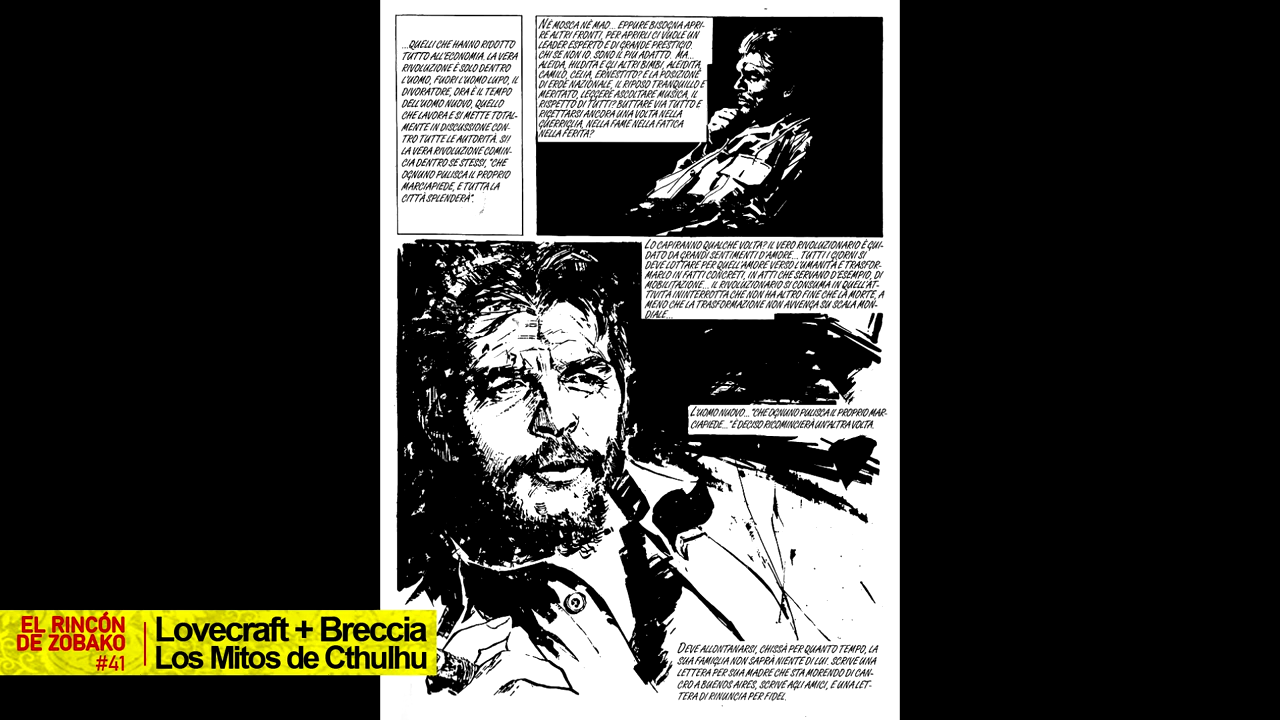 ...QUELLI CHE HANNO RIDOTTO
TUTTO ALL'ECONOMIA. LA VERA
RIVOLUZIONE È SOLO DENTRO
L'UOMO, FUORI L'UOMO LUPO, IL
DIVORATORE, ORA È IL TEMPO
DELL'UOMO NUOVO, QUELLO
CHE LAVORA E SI METTE TOTAL-
MENTE IN DISCUSSIONE CON-
TRO TUTTE LE AUTORITÀ. SI!
LA VERA RIVOLUZIONE COMIN-
CIA DENTRO SE STESSI, "CHE
OGNUNO PULISCA IL PROPRIO
MARCIAPIEDE, E TUTTA LA
CITTÀ SPLENDERÀ".
NÈ MOSCA NÈ MAO... EPPURE BISOGNA APRI-
RE ALTRI FRONTI, PER APRIRLI CI VUOLE UN
LEADER ESPERTO E DI GRANDE PRESTIGIO.
CHI SE NON IO. SONO IL PIÙ ADATTO. MA...
ALEIDA, HILDITA E GLI ALTRI BIMBI, ALEIDITA,
CAMILO, CELIA, ERNESTITO? E LA POSIZIONE
DI EROE NAZIONALE, IL RIPOSO TRANQUILLO E
MERITATO, LEGGERE ASCOLTARE MUSICA, IL
RISPETTO DI TUTTI? BUTTARE VIA TUTTO E
RIGETTARSI ANCORA UNA VOLTA NELLA
GUERRIGLIA, NELLA FAME NELLA FATICA
NELLA FERITA?
LO CAPIRANNO QUALCHE VOLTA? IL VERO RIVOLUZIONARIO È GUI-
DATO DA GRANDI SENTIMENTI D'AMORE... TUTTI I GIORNI SI
DEVE LOTTARE PER QUELL'AMORE VERSO L'UMANITÀ E TRASFOR-
MARLO IN FATTI CONCRETI, IN ATTI CHE SERVANO D'ESEMPIO, DI
MOBILITAZIONE... IL RIVOLUZIONARIO SI CONSUMA IN QUELL'AT-
TIVITÀ ININTERROTTA CHE NON HA ALTRO FINE CHE LA MORTE, A
MENO CHE LA TRASFORMAZIONE NON AVVENGA SU SCALA MON-
DIALE...
L'UOMO NUOVO... "CHE OGNUNO PULISCA IL PROPRIO MAR-
CIAPIEDE..." È DECISO RICOMINCIERÀ UN'ALTRA VOLTA.
DEVE ALLONTANARSI, CHISSÀ PER QUANTO TEMPO, LA
SUA FAMIGLIA NON SAPRÀ NIENTE DI LUI. SCRIVE UNA
LETTERA PER SUA MADRE CHE STA MORENDO DI CAN-
CRO A BUENOS AIRES, SCRIVE AGLI AMICI, E UNA LET-
TERA DI RINUNCIA PER FIDEL.
EL RINCÓN
DE ZOBAKO
#41
Lovecraft + Breccia
Los Mitos de Cthulhu